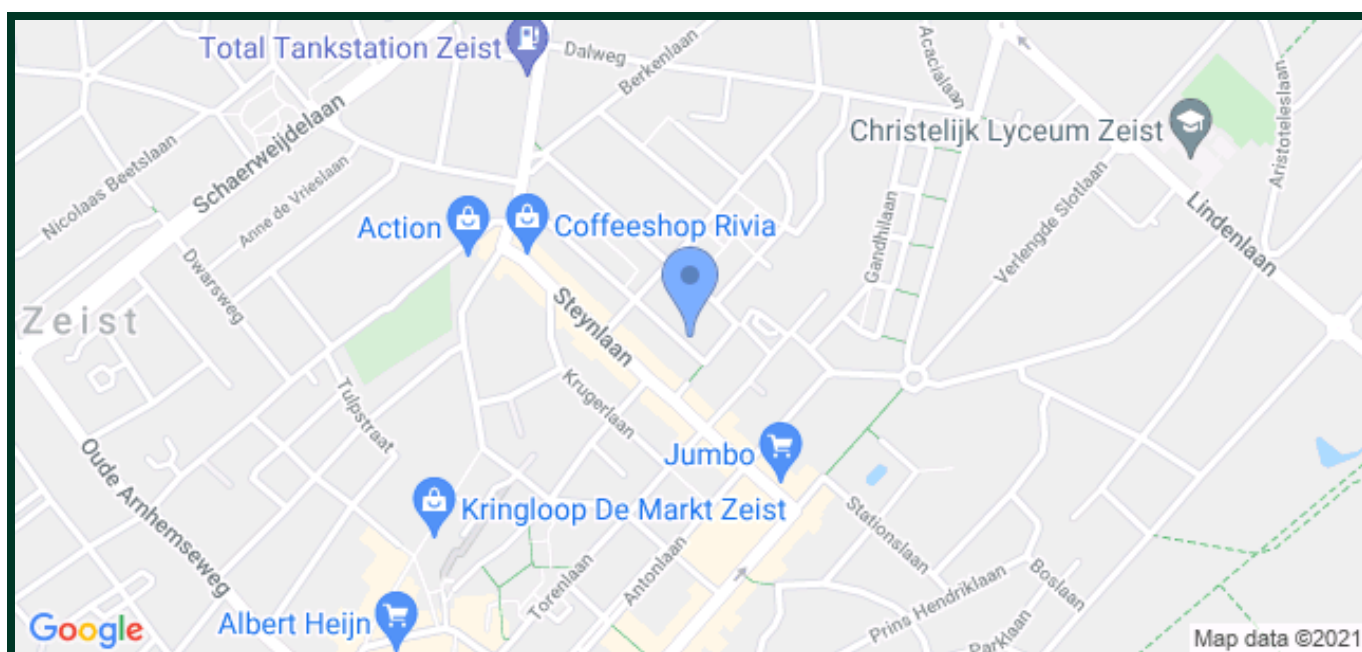 Total Tankstation Zeist
Dalweg
Berkenlaan
Acacialaan
Christelijk Lyceum Zeist
Aristoteleslaan
Nicolaas Beetslaan
Schaerweijdelaan
Anne de Vrieslaan
Action
Coffeeshop Rivia
Gandhilaan
Verlengde Slotlaan
Lindenlaan
Dwarsweg
Zeist
Steynlaan
Tulpstraat
Krugerlaan
Oude Arnhemseweg
Jumbo
Kringloop De Markt Zeist
Stationslaan
Torenlaan
Antonlaan
Prins Hendriklaan
Boslaan
Parklaan
Albert Heijn
Google
Map data ©2021